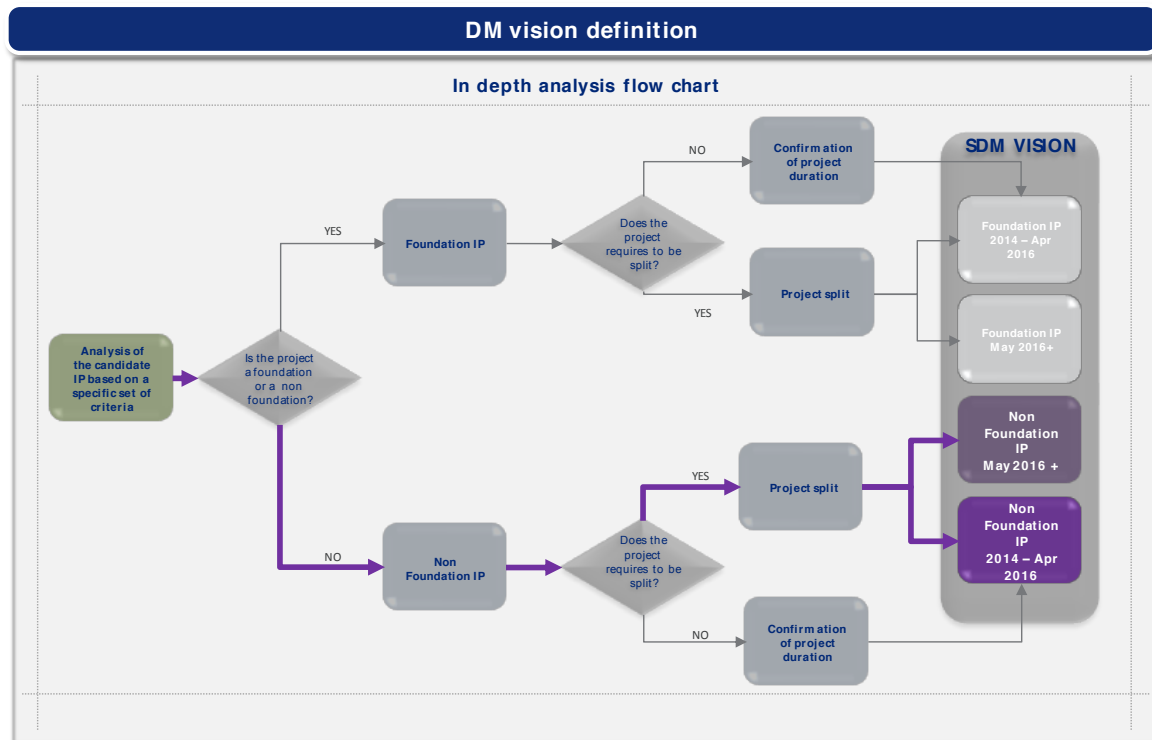 DM vision definition
In depth analysis flow chart
SDM VISION
NO
Confirmation
of project
duration
Does the
project
requires to be
split?
YES
Foundation IP
Foundation IP
2014 – Apr
2016
Project split
YES
Foundation IP
May 2016+
Analysis of
the candidate
IP based on a
specific set of
criteria
Is the project
a foundation
or a non
foundation?
Non
Foundation
IP
May 2016 +
YES
Project split
Non
Foundation
IP
2014 – Apr
2016
NO
Non
Foundation IP
Does the
project
requires to be
split?
NO
Confirmation
of project
duration